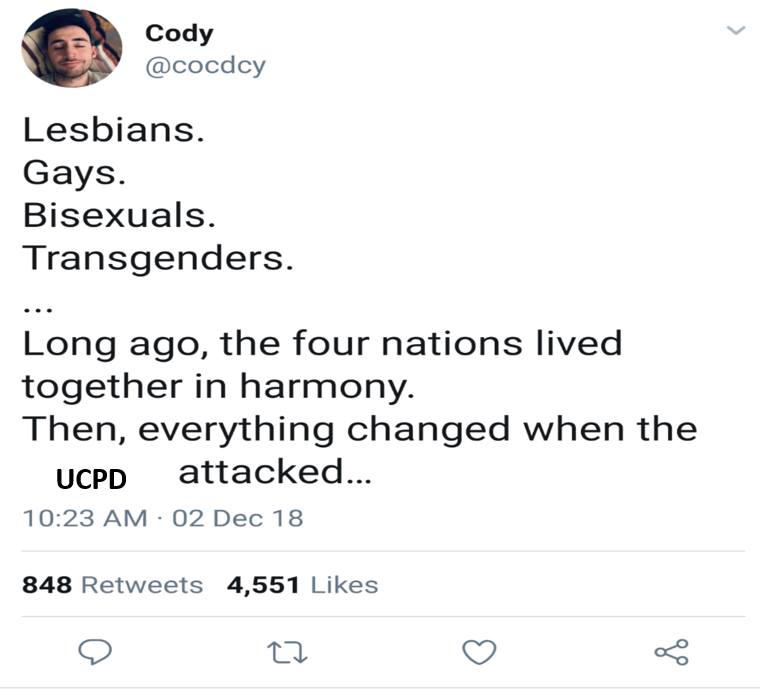 Cody
@cocdcy
Lesbians.
Gays.
Bisexuals.
Transgenders.
...
Long ago, the four nations lived
together in harmony.
Then, everything changed when the
UCPD attacked...
10:23 AM · 02 Dec 18
848 Retweets 4,551 Likes